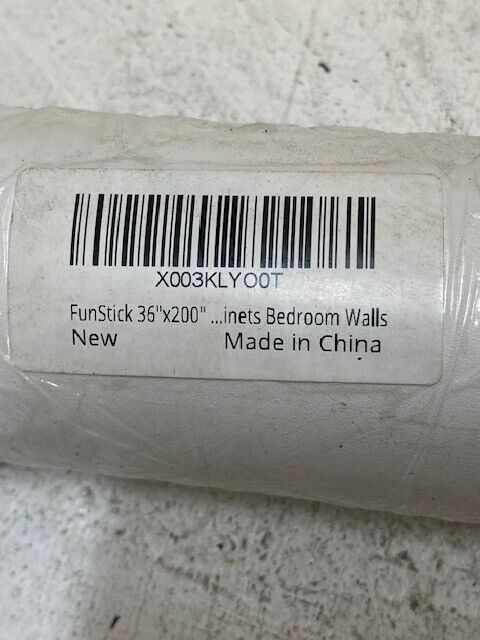 X003KLYO0T
FunStick 36"x200" ...inets Bedroom Walls
New Made in China